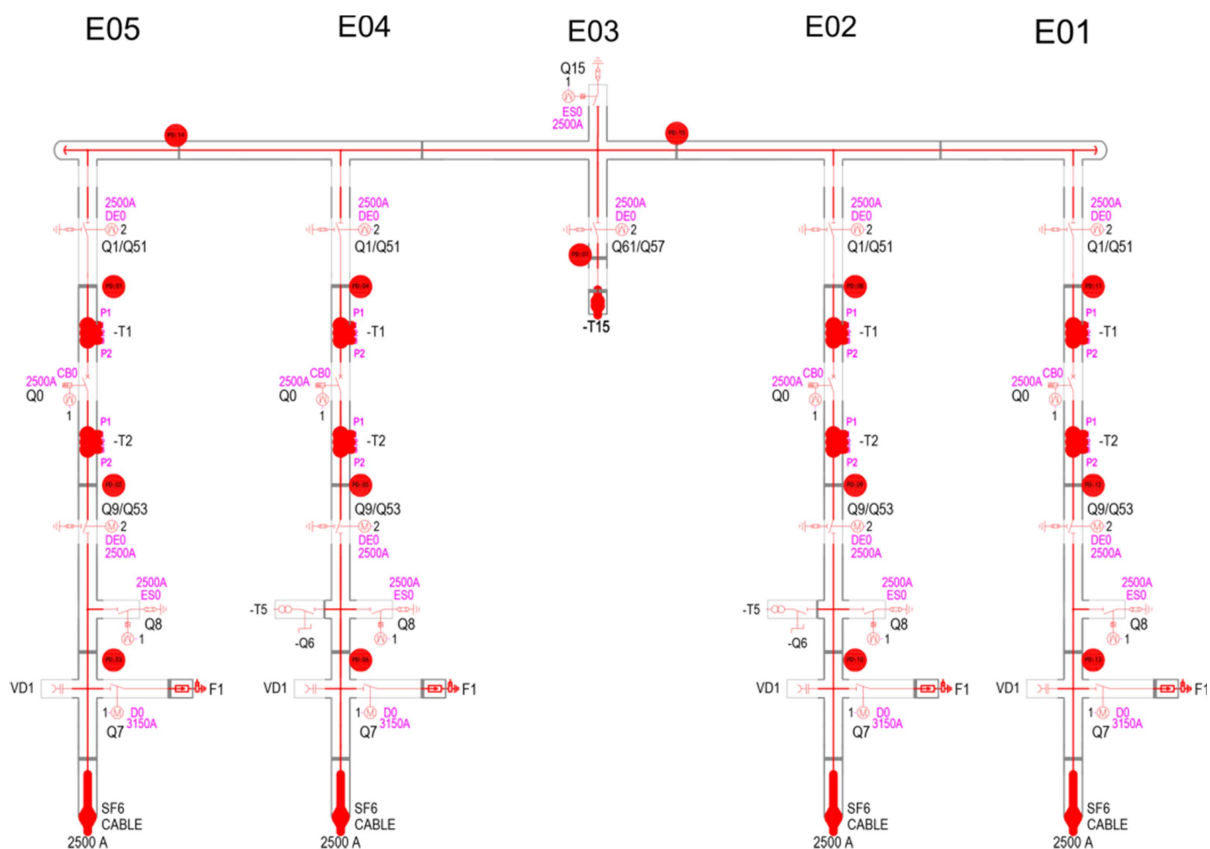 E05
E04
E03
E02
E01
Q15
1
ES0
2500A
PD:14
PD:15
2500A
DE0
2
Q1/Q51
2500A
DE0
2
Q1/Q51
2500A
DE0
2
Q61/Q57
2500A
DE0
2
Q1/Q51
2500A
DE0
2
Q1/Q51
-T15
P1
-T1
P2
P1
-T1
P2
P1
-T1
P2
P1
-T1
P2
CB0
2500A
Q0
1
CB0
2500A
Q0
1
CB0
2500A
Q0
1
CB0
2500A
Q0
1
P1
-T2
P2
P1
-T2
P2
P1
-T2
P2
P1
-T2
P2
Q9/Q53
M
2
DE0
2500A
Q9/Q53
M
2
DE0
2500A
Q9/Q53
M
2
DE0
2500A
Q9/Q53
M
2
DE0
2500A
2500A
ES0
Q8
1
-T5
-Q6
2500A
ES0
Q8
1
-T5
-Q6
2500A
ES0
Q8
1
2500A
ES0
Q8
1
VD1
F1
1
M
D0
3150A
Q7
VD1
F1
1
M
D0
3150A
Q7
VD1
F1
1
M
D0
3150A
Q7
VD1
F1
1
M
D0
3150A
Q7
SF6
CABLE
2500 A
SF6
CABLE
2500 A
SF6
CABLE
2500 A
SF6
CABLE
2500 A